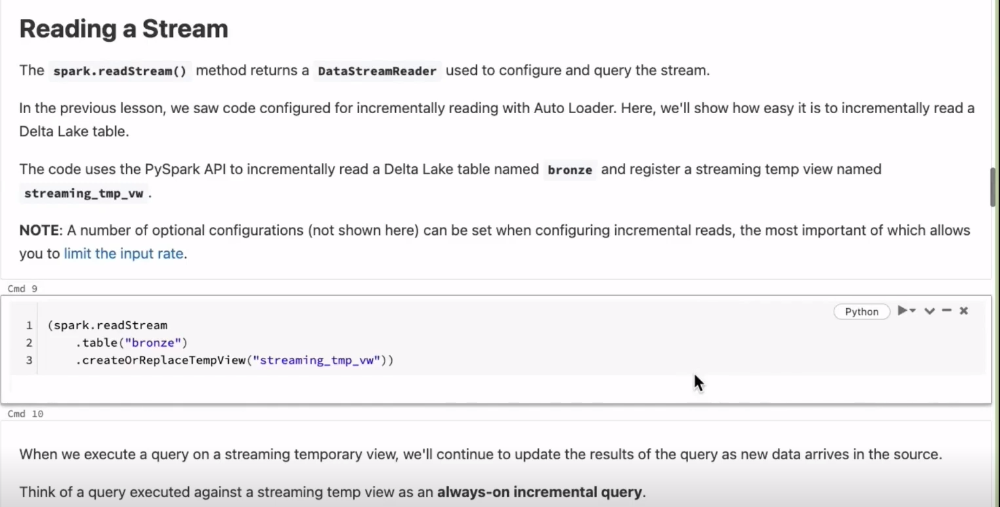 Reading a Stream
The spark.readStream() method returns a DataStreamReader used to configure and query the stream.
In the previous lesson, we saw code configured for incrementally reading with Auto Loader. Here, we'll show how easy it is to incrementally read a
Delta Lake table.
The code uses the PySpark API to incrementally read a Delta Lake table named bronze and register a streaming temp view named
streaming_tmp_vw .
NOTE: A number of optional configurations (not shown here) can be set when configuring incremental reads, the most important of which allows
you to limit the input rate.
Cmd 9
Python
1 (spark.readStream
2     .table("bronze")
3     .createOrReplaceTempView("streaming_tmp_vw"))
Cmd 10
When we execute a query on a streaming temporary view, we'll continue to update the results of the query as new data arrives in the source.
Think of a query executed against a streaming temp view as an always-on incremental query.